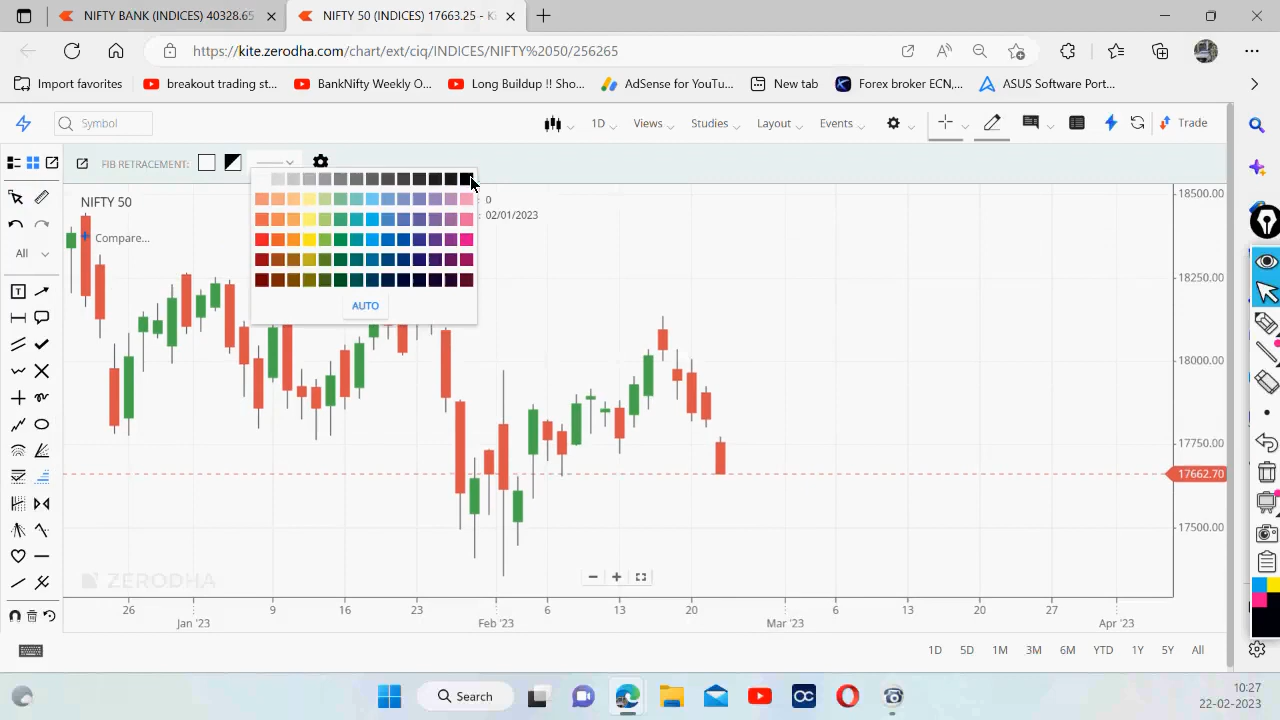 NIFTY BANK (INDICES) 40328.65
NIFTY 50 (INDICES) 17663.25 - Ki
https://kite.zerodha.com/chart/ext/ciq/INDICES/NIFTY%2050/256265
Import favorites
breakout trading st...
BankNifty Weekly O...
Long Buildup !! Sho...
AdSense for YouTu...
New tab
Forex broker ECN,...
ASUS Software Port...
Symbol
1D
Views
Studies
Layout
Events
Trade
FIB RETRACEMENT:
NIFTY 50
Compare...
: 0
: 02/01/2023
All
AUTO
18500.00
18250.00
18000.00
17750.00
17662.70
17500.00
ZERODHA
26 9 16 23 6 13 20 6 13 20 27
Jan '23 Feb '23 Mar '23 Apr '23
1D 5D 1M 3M 6M YTD 1Y 5Y All
Search
10:27
22-02-2023